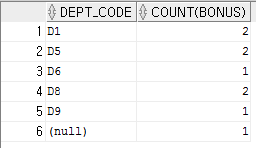 DEPT_CODE COUNT(BONUS)
1 D1 2
2 D5 2
3 D6 1
4 D8 2
5 D9 1
6 (null) 1